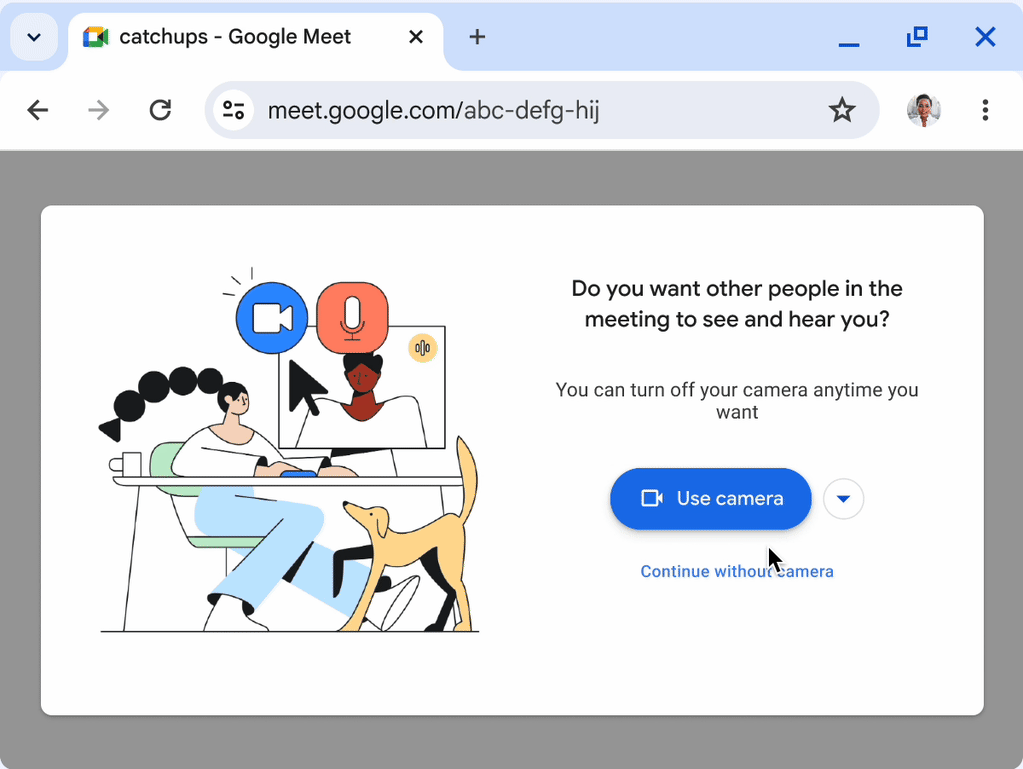 catchups - Google Meet
meet.google.com/abc-defg-hij
Do you want other people in the
meeting to see and hear you?
You can turn off your camera anytime you
want
Use camera
Continue without camera